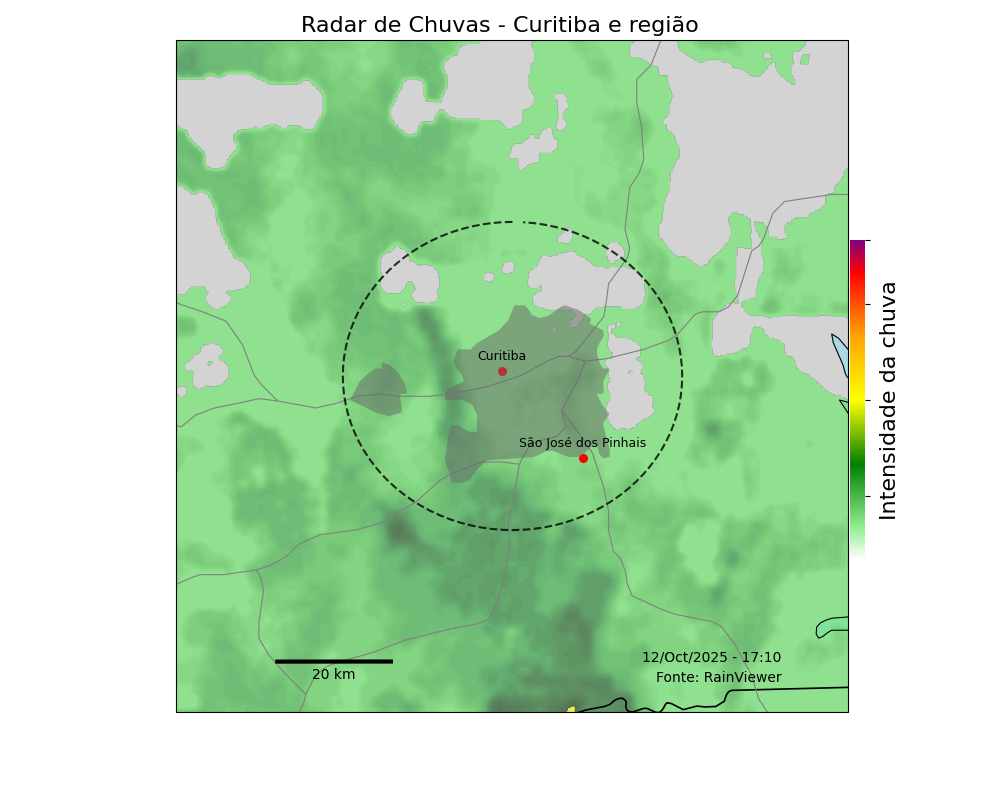 Radar de Chuvas - Curitiba e região
Curitiba
São José dos Pinhais
Intensidade da chuva
12/Oct/2025 - 17:10
Fonte: RainViewer
20 km